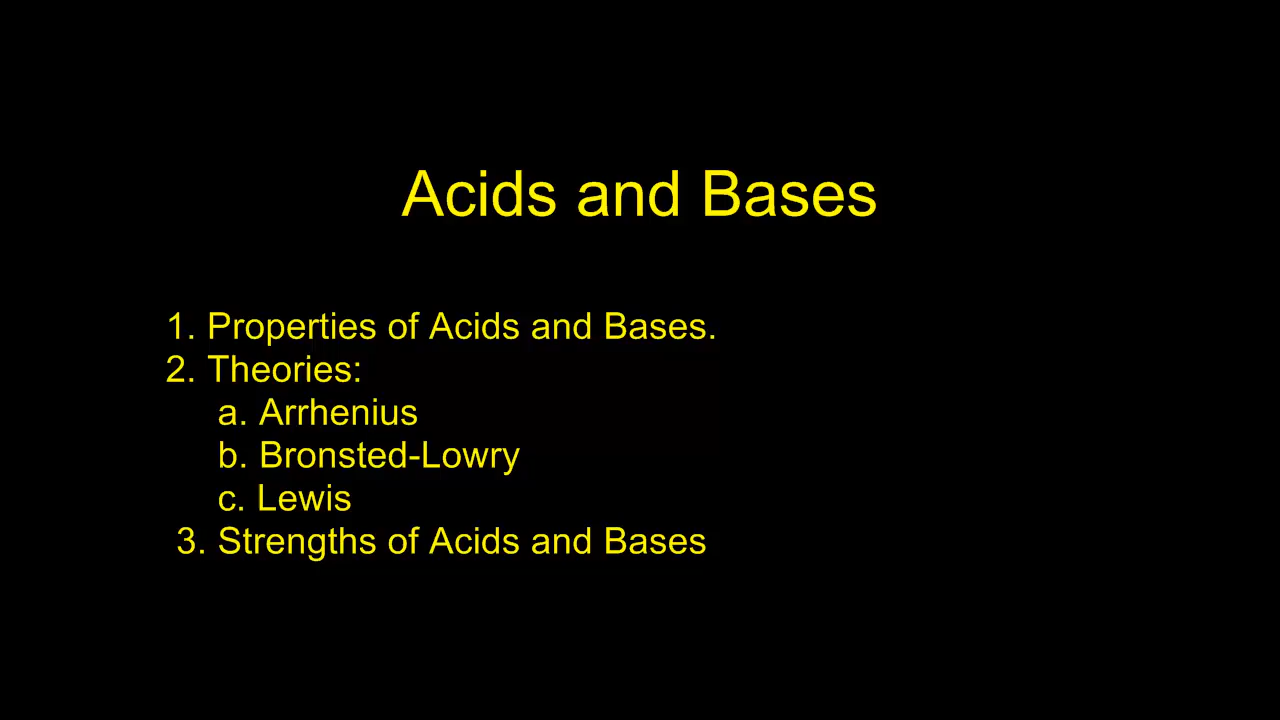 Acids and Bases
1. Properties of Acids and Bases.
2. Theories:
a. Arrhenius
b. Bronsted-Lowry
c. Lewis
3. Strengths of Acids and Bases